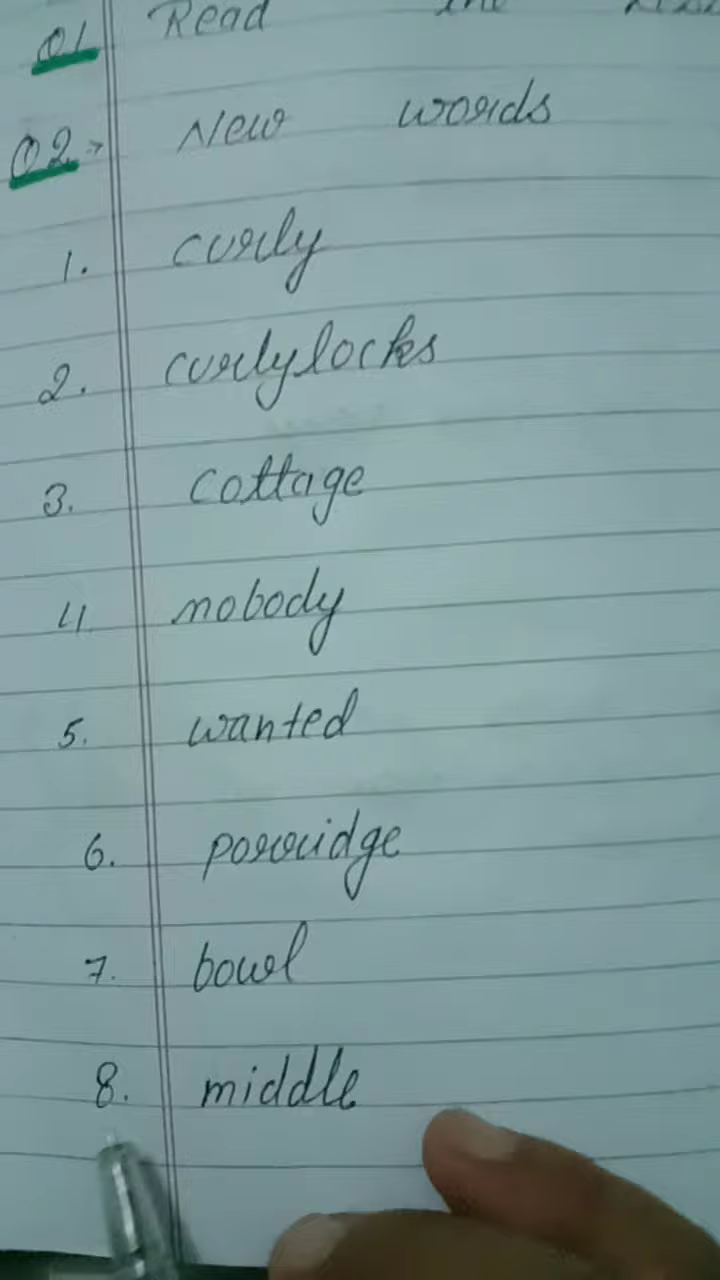 Q1 Read the
Q2 → New words
1. curly
2. curlylocks
3. cottage
4 nobody
5. wanted
6. porridge
7. bowl
8. middle